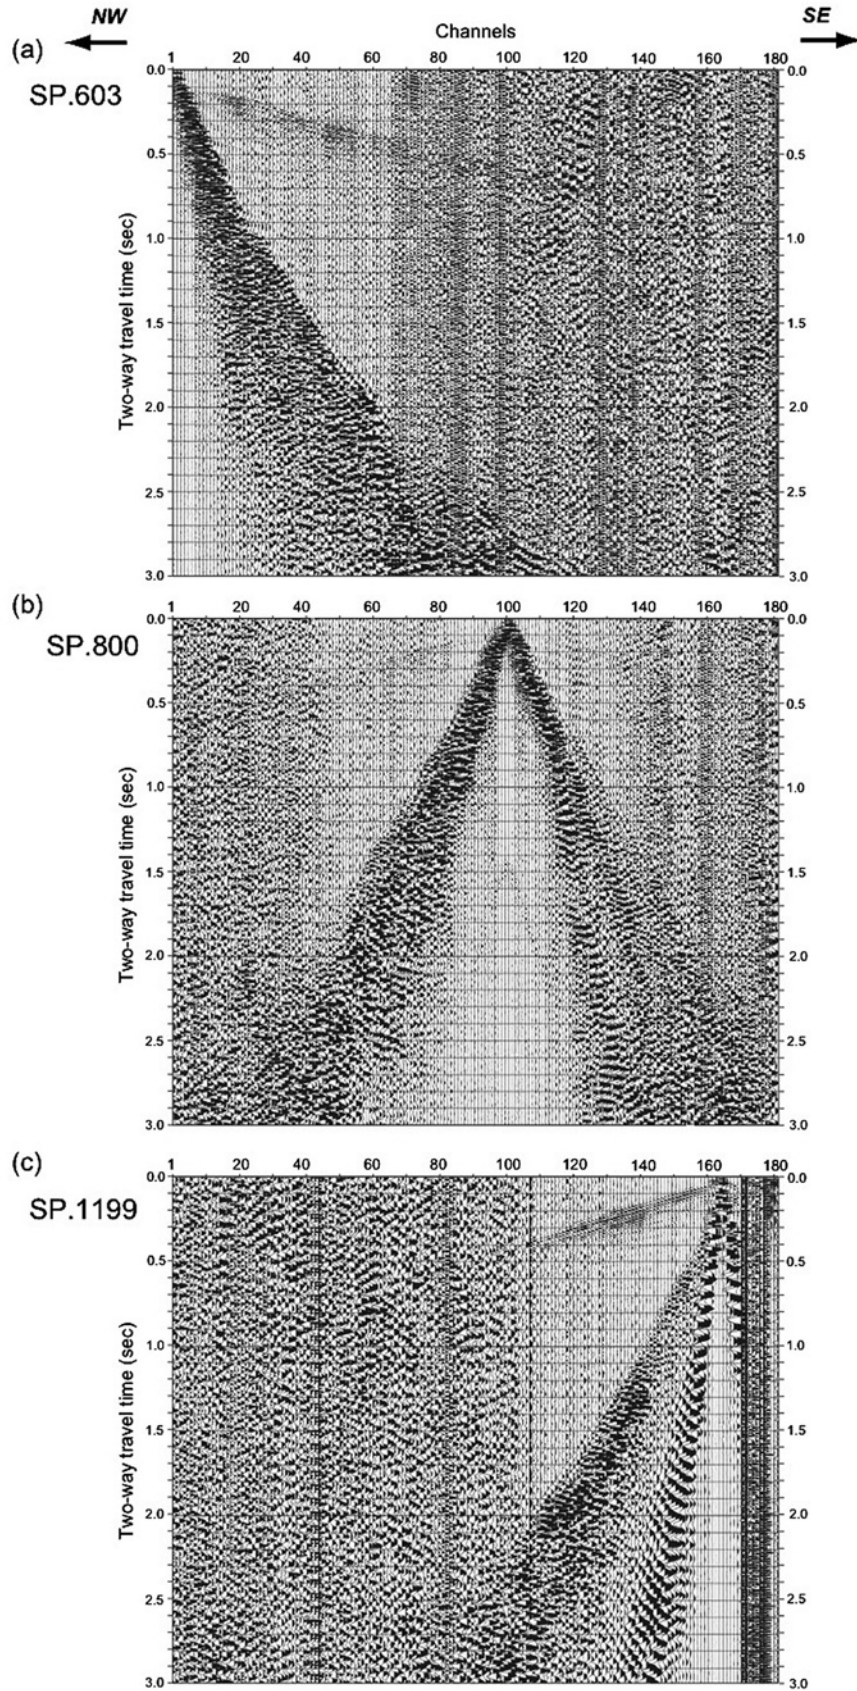 NW SE
Channels
(a) 1 20 40 60 80 100 120 140 160 180
SP.603
0.0 0.0
0.5 0.5
1.0 1.0
1.5 1.5
2.0 2.0
2.5 2.5
3.0 3.0
Two-way travel time (sec)
(b) 1 20 40 60 80 100 120 140 160 180
SP.800
0.0 0.0
0.5 0.5
1.0 1.0
1.5 1.5
2.0 2.0
2.5 2.5
3.0 3.0
Two-way travel time (sec)
(c) 1 20 40 60 80 100 120 140 160 180
SP.1199
0.0 0.0
0.5 0.5
1.0 1.0
1.5 1.5
2.0 2.0
2.5 2.5
3.0 3.0
Two-way travel time (sec)